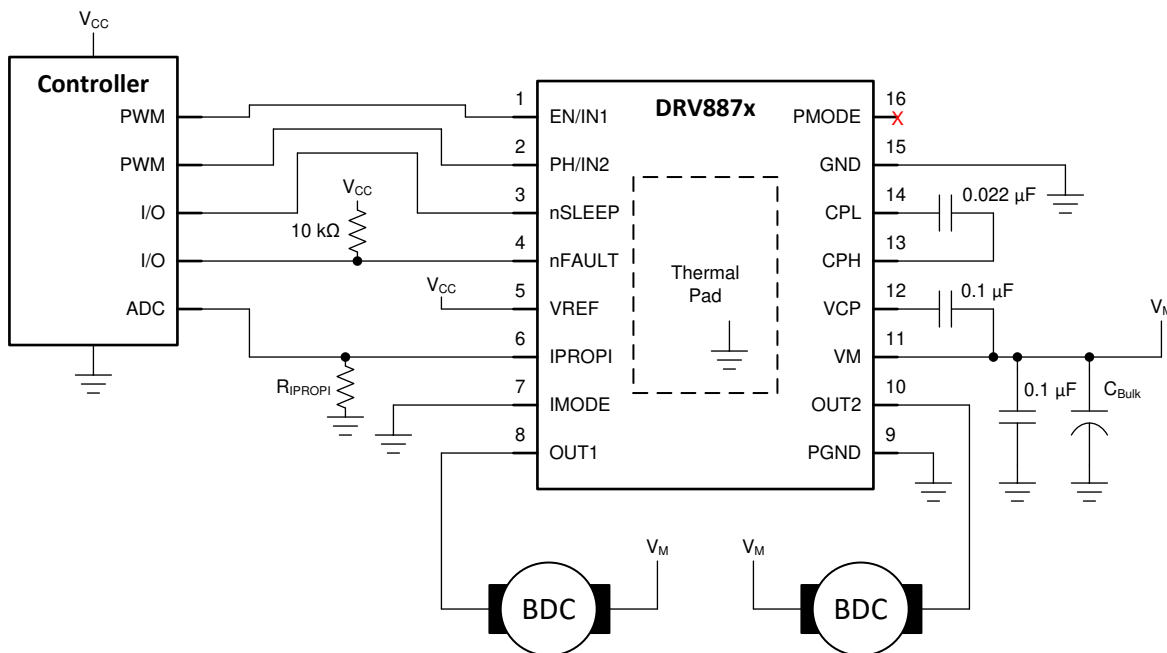 VCC
Controller
PWM
PWM
I/O
I/O
ADC
VCC
10 kΩ
VCC
RIPROPI
DRV887x
1
EN/IN1
2
PH/IN2
3
nSLEEP
4
nFAULT
5
VREF
6
IPROPI
7
IMODE
8
OUT1
Thermal
Pad
16
PMODE
X
15
GND
14
CPL
0.022 µF
13
CPH
12
VCP
0.1 µF
11
VM
VM
10
OUT2
0.1 µF
CBulk
9
PGND
VM
BDC
VM
BDC